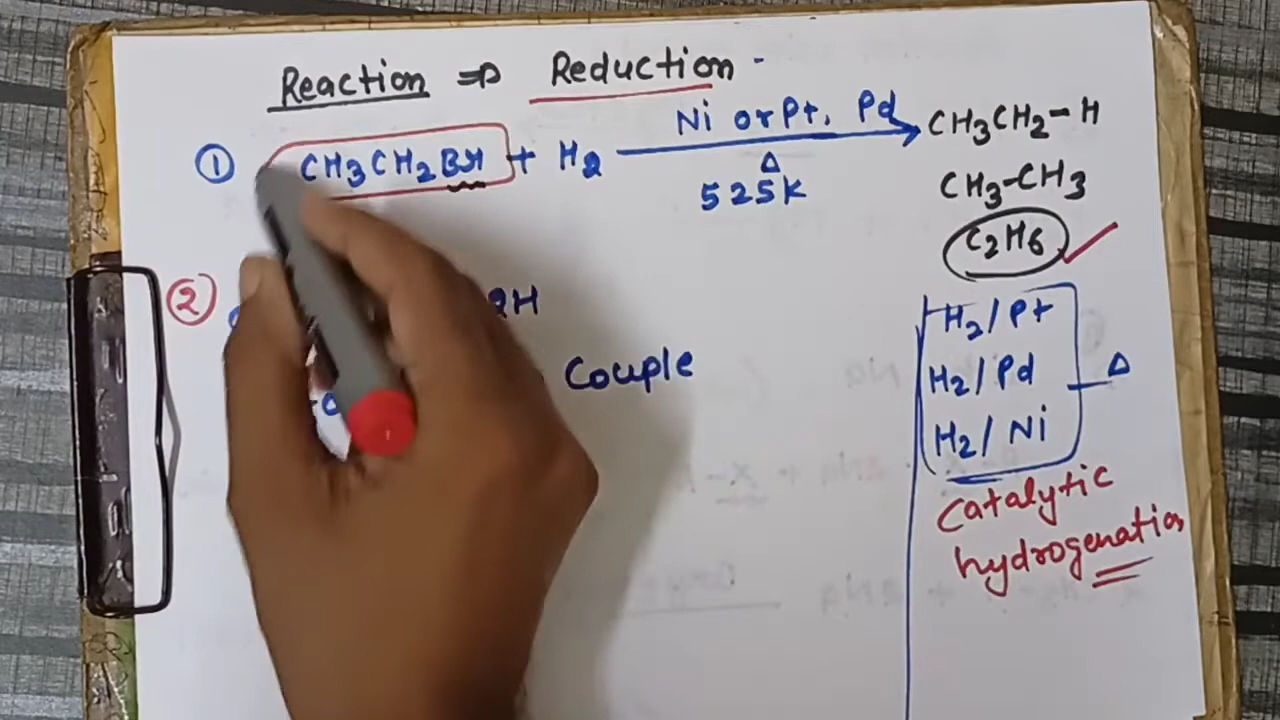 Reaction ⇒ Reduction
Ni or Pt, Pd
① CH3CH2Br + H2 → CH3CH2-H
Δ
525K
CH3-CH3
C2H6 ✓
②
H
Couple
H2/Pt
H2/Pd Δ
H2/Ni
Catalytic
hydrogenation